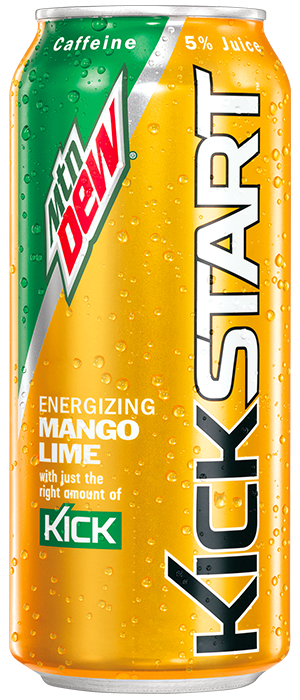 Caffeine
5% Juice
Mtn
DEW
®
KICKSTART
ENERGIZING
MANGO
LIME
with just the
right amount of
KICK